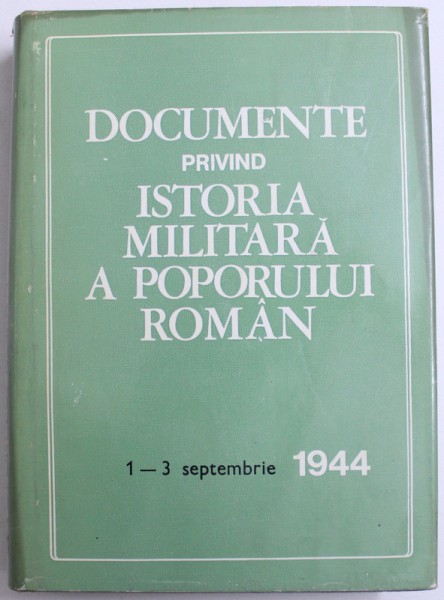 DOCUMENTE
PRIVIND
ISTORIA
MILITARĂ
A POPORULUI
ROMÂN
1 — 3 septembrie 1944